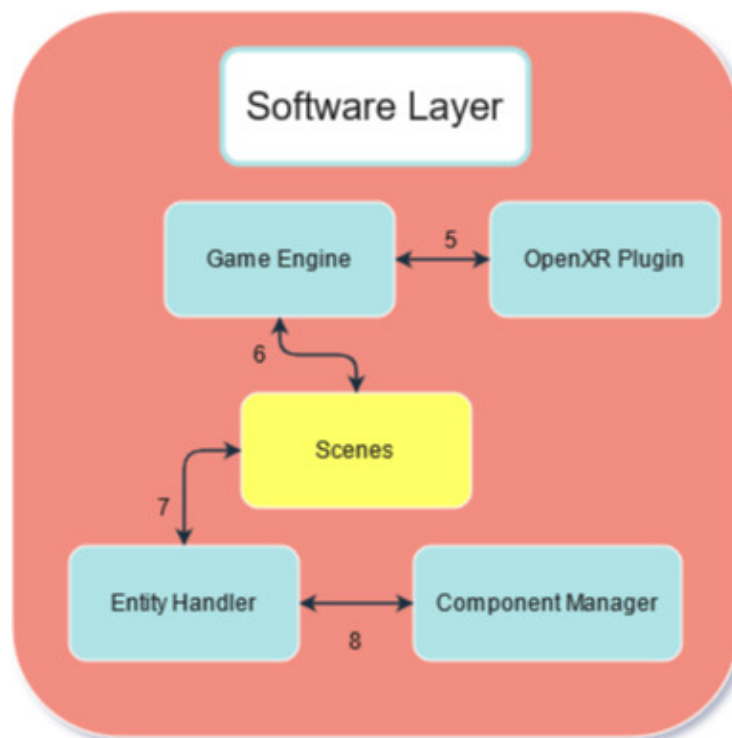 Software Layer
Game Engine
5
OpenXR Plugin
6
Scenes
7
Entity Handler
8
Component Manager